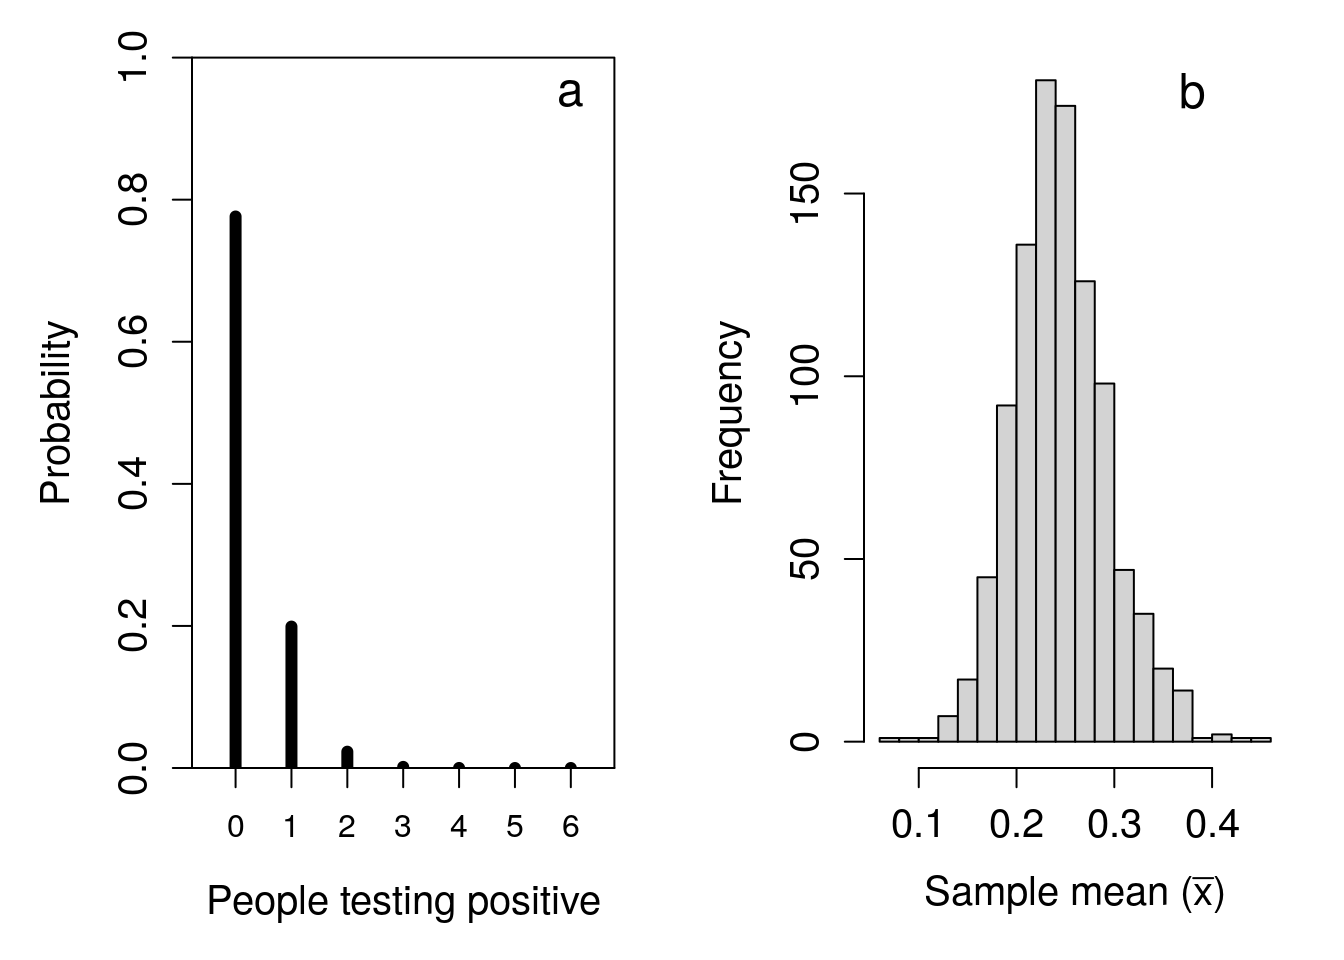 a
1.0
0.8
0.6
0.4
0.2
0.0
Probability
0 1 2 3 4 5 6
People testing positive
b
150
100
50
0
Frequency
0.1 0.2 0.3 0.4
Sample mean (x̅)